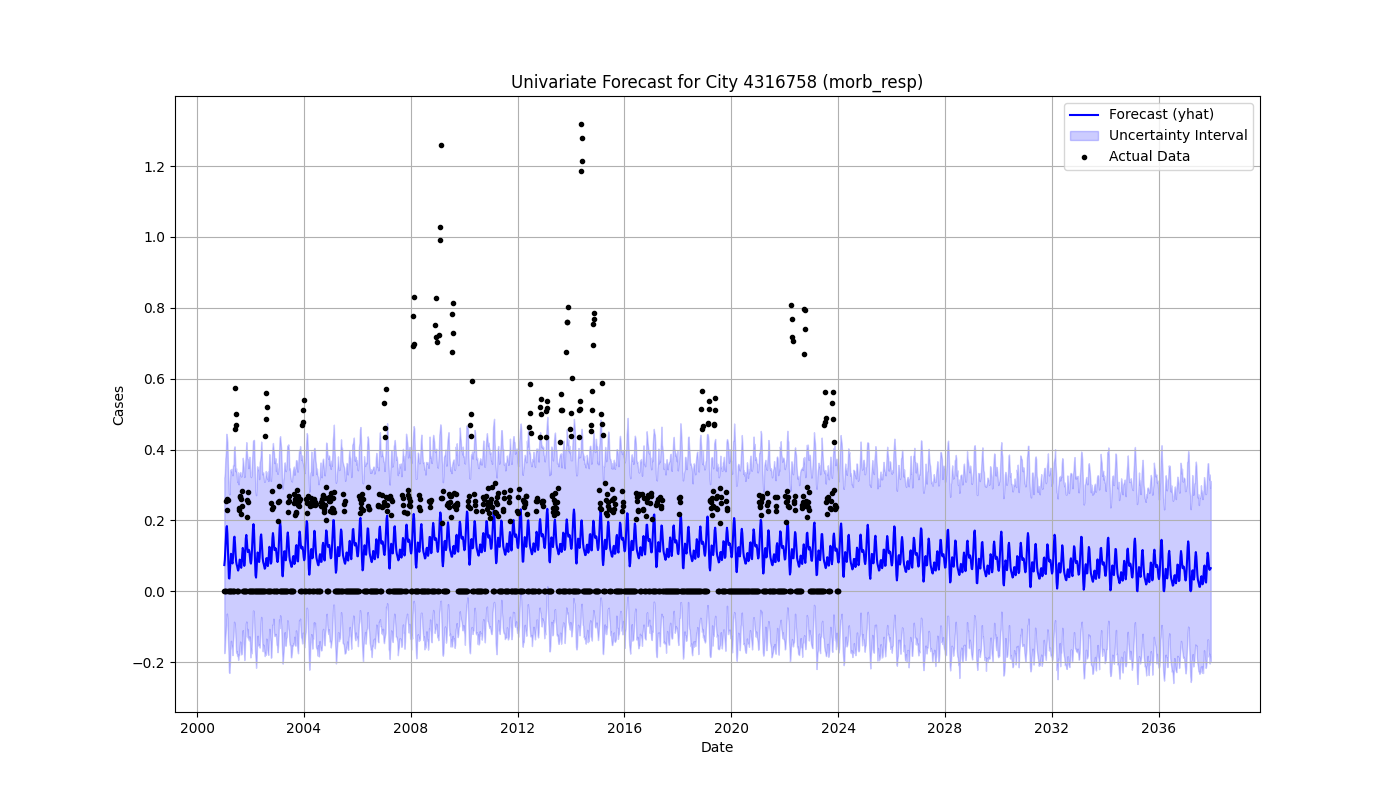 Univariate Forecast for City 4316758 (morb_resp)
Forecast (yhat)
Uncertainty Interval
Actual Data
Cases
1.2
1.0
0.8
0.6
0.4
0.2
0.0
−0.2
2000 2004 2008 2012 2016 2020 2024 2028 2032 2036
Date